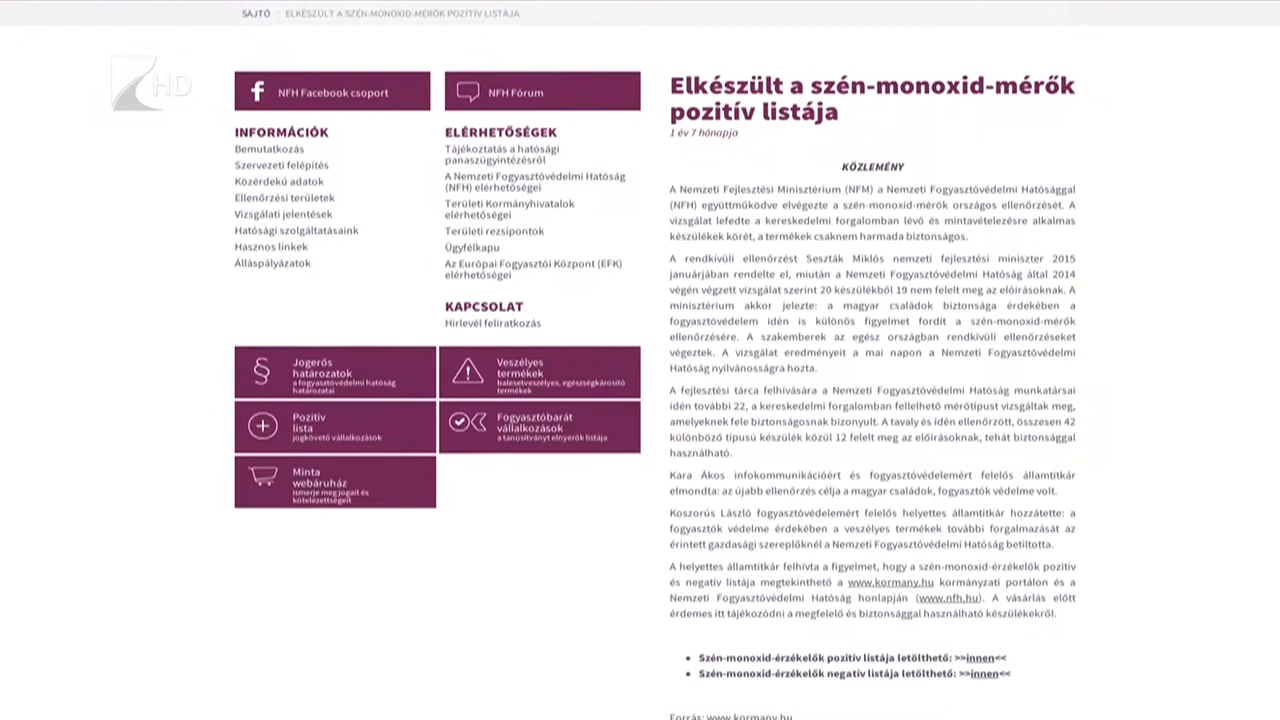 SAJTÓ / ELKÉSZÜLT A SZÉN-MONOXID-MÉRŐK POZITÍV LISTÁJA
HD
NFH Facebook csoport
NFH Fórum
INFORMÁCIÓK
Bemutatkozás
Szervezeti felépítés
Közérdekű adatok
Ellenőrzési területek
Vizsgálati jelentések
Hatósági szolgáltatásaink
Hasznos linkek
Álláspályázatok
ELÉRHETŐSÉGEK
Tájékoztatás a hatósági
panaszügyintézésről
A Nemzeti Fogyasztóvédelmi Hatóság
(NFH) elérhetőségei
Területi Kormányhivatalok
elérhetőségei
Területi rezsipontok
Ügyfélkapu
Az Európai Fogyasztói Központ (EFK)
elérhetőségei
KAPCSOLAT
Hírlevél feliratkozás
Jogerős
határozatok
a fogyasztóvédelmi hatóság
határozatai
Veszélyes
termékek
balesetveszélyes, egészségkárosító
termékek
Pozitív
lista
jogkövető vállalkozások
Fogyasztóbarát
vállalkozások
a tanúsítványt elnyerők listája
Minta
webáruház
ismerje meg jogait és
kötelezettségeit
Elkészült a szén-monoxid-mérők
pozitív listája
1 év 7 hónapja
KÖZLEMÉNY
A Nemzeti Fejlesztési Minisztérium (NFM) a Nemzeti Fogyasztóvédelmi Hatósággal
(NFH) együttműködve elvégezte a szén-monoxid-mérők országos ellenőrzését. A
vizsgálat lefedte a kereskedelmi forgalomban lévő és mintavételezésre alkalmas
készülékek körét, a termékek csaknem harmada biztonságos.
A rendkívüli ellenőrzést Seszták Miklós nemzeti fejlesztési miniszter 2015
januárjában rendelte el, miután a Nemzeti Fogyasztóvédelmi Hatóság által 2014
végén végzett vizsgálat szerint 20 készülékből 19 nem felelt meg az előírásoknak. A
minisztérium akkor jelezte: a magyar családok biztonsága érdekében a
fogyasztóvédelem idén is különös figyelmet fordít a szén-monoxid-mérők
ellenőrzésére. A szakemberek az egész országban rendkívüli ellenőrzéseket
végeztek. A vizsgálat eredményeit a mai napon a Nemzeti Fogyasztóvédelmi
Hatóság nyilvánosságra hozta.
A fejlesztési tárca felhívására a Nemzeti Fogyasztóvédelmi Hatóság munkatársai
idén további 22, a kereskedelmi forgalomban fellelhető mérőtípust vizsgáltak meg,
amelyeknek fele biztonságosnak bizonyult. A tavaly és idén ellenőrzött, összesen 42
különböző típusú készülék közül 12 felelt meg az előírásoknak, tehát biztonsággal
használható.
Kara Ákos infokommunikációért és fogyasztóvédelemért felelős államtitkár
elmondta: az újabb ellenőrzés célja a magyar családok, fogyasztók védelme volt.
Koszorús László fogyasztóvédelemért felelős helyettes államtitkár hozzátette: a
fogyasztók védelme érdekében a veszélyes termékek további forgalmazását az
érintett gazdasági szereplőknél a Nemzeti Fogyasztóvédelmi Hatóság betiltotta.
A helyettes államtitkár felhívta a figyelmet, hogy a szén-monoxid-érzékelők pozitív
és negatív listája megtekinthető a www.kormany.hu kormányzati portálon és a
Nemzeti Fogyasztóvédelmi Hatóság honlapján (www.nfh.hu). A vásárlás előtt
érdemes itt tájékozódni a megfelelő és biztonsággal használható készülékekről.
• Szén-monoxid-érzékelők pozitív listája letölthető: >>innen<<
• Szén-monoxid-érzékelők negatív listája letölthető: >>innen<<
Forrás: www.kormany.hu